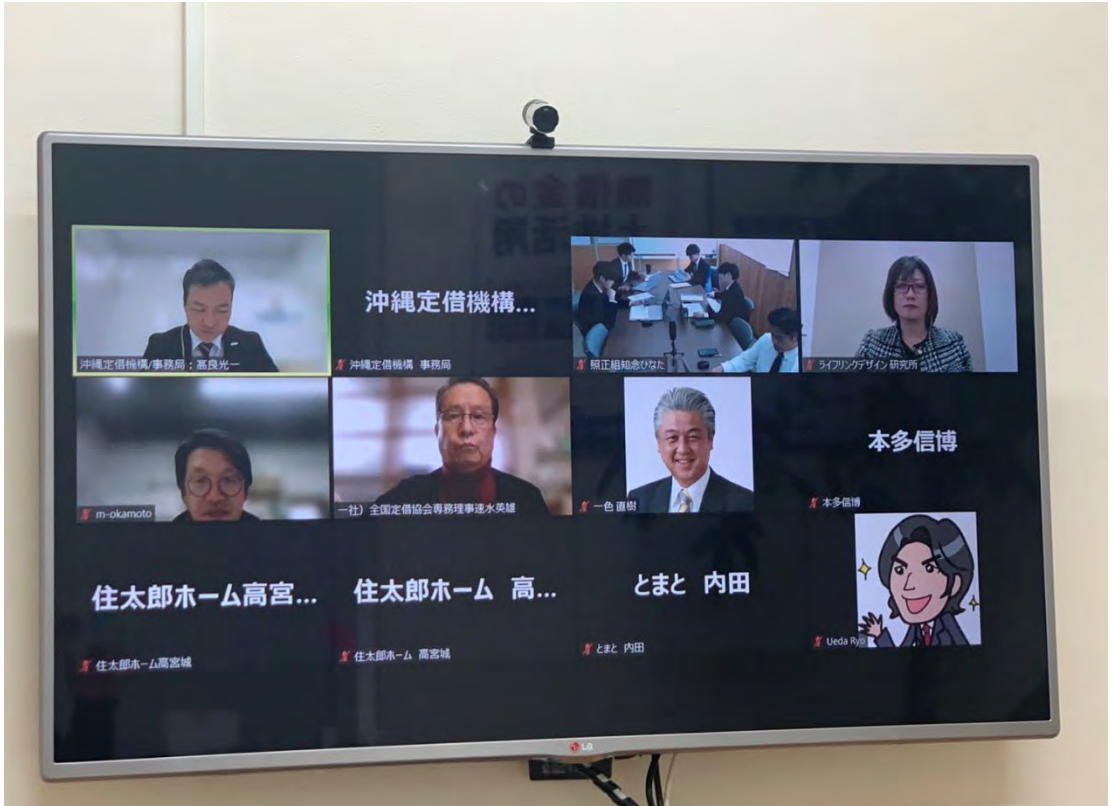 沖縄定借機構/事務局:高良光一
沖縄定借機構...
沖縄定借機構 事務局
照正組知念ひなた
ライフリンクデザイン 研究所
m-okamoto
一社）全国定借協会専務理事速水英雄
一色 直樹
本多信博
本多信博
住太郎ホーム高宮...
住太郎ホーム高宮城
住太郎ホーム 高...
住太郎ホーム 高宮城
とまと 内田
とまと 内田
Ueda Ryo
LG